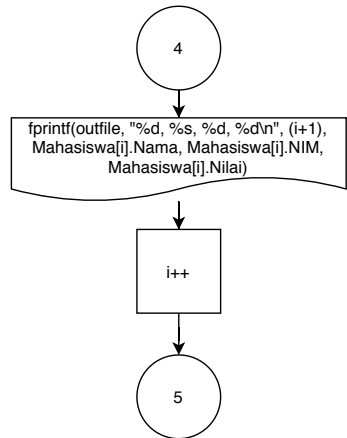 4
fprintf(outfile, "%d, %s, %d, %d\n", (i+1),
Mahasiswa[i].Nama, Mahasiswa[i].NIM,
Mahasiswa[i].Nilai)
i++
5